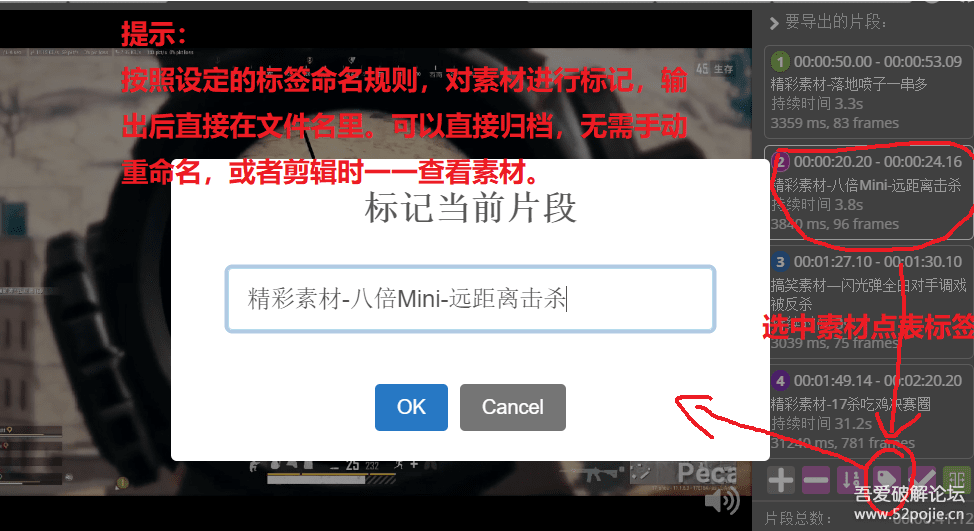 提示：
按照设定的标签命名规则，对素材进行标记，输
出后直接在文件名里。可以直接归档，无需手动
重命名，或者剪辑时一一查看素材。
45 生存
标记当前片段
精彩素材-八倍Mini-远距离击杀
OK
Cancel
25 232
要导出的片段：
1 00:00:50.00 - 00:00:53.09
精彩素材-落地喷子一串多
持续时间 3.3s
3359 ms, 83 frames
2 00:00:20.20 - 00:00:24.16
精彩素材-八倍Mini-远距离击杀
持续时间 3.8s
3840 ms, 96 frames
3 00:01:27.10 - 00:01:30.10
搞笑素材—闪光弹全白对手调戏
被反杀
选中素材点表标签
3039 ms, 75 frames
4 00:01:49.14 - 00:02:20.20
精彩素材-17杀吃鸡决赛圈
持续时间 31.2s
31240 ms, 781 frames
吾爱破解论坛
www.52pojie.cn
片段总数：